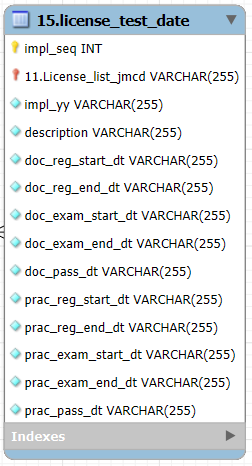 15.license_test_date
impl_seq INT
11.License_list_jmcd VARCHAR(255)
impl_yy VARCHAR(255)
description VARCHAR(255)
doc_reg_start_dt VARCHAR(255)
doc_reg_end_dt VARCHAR(255)
doc_exam_start_dt VARCHAR(255)
doc_exam_end_dt VARCHAR(255)
doc_pass_dt VARCHAR(255)
prac_reg_start_dt VARCHAR(255)
prac_reg_end_dt VARCHAR(255)
prac_exam_start_dt VARCHAR(255)
prac_exam_end_dt VARCHAR(255)
prac_pass_dt VARCHAR(255)
Indexes